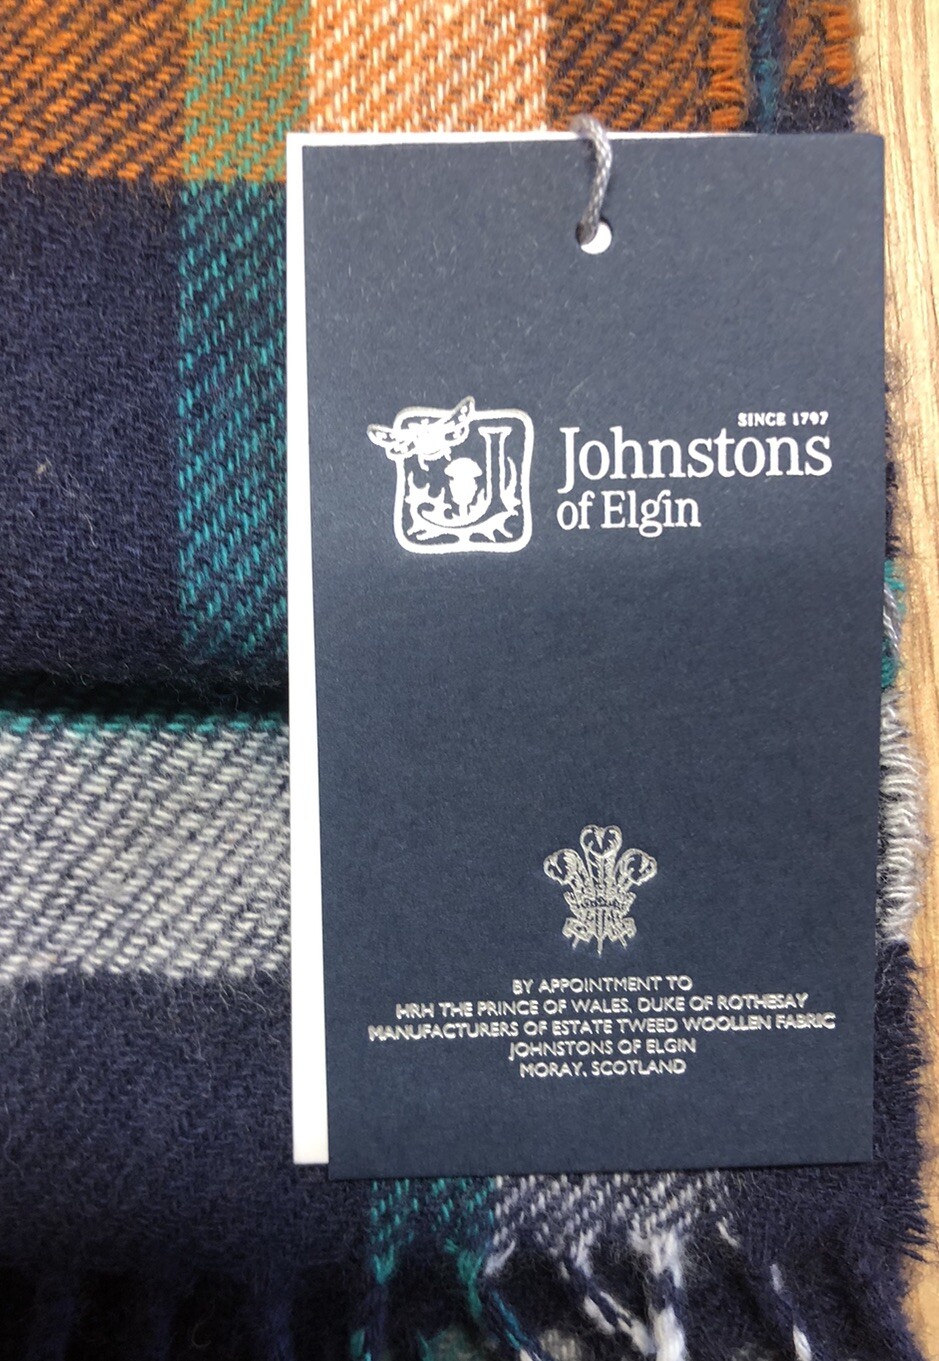 SINCE 1797
Johnstons
of Elgin
BY APPOINTMENT TO
HRH THE PRINCE OF WALES, DUKE OF ROTHESAY
MANUFACTURERS OF ESTATE TWEED WOOLLEN FABRIC
JOHNSTONS OF ELGIN
MORAY, SCOTLAND